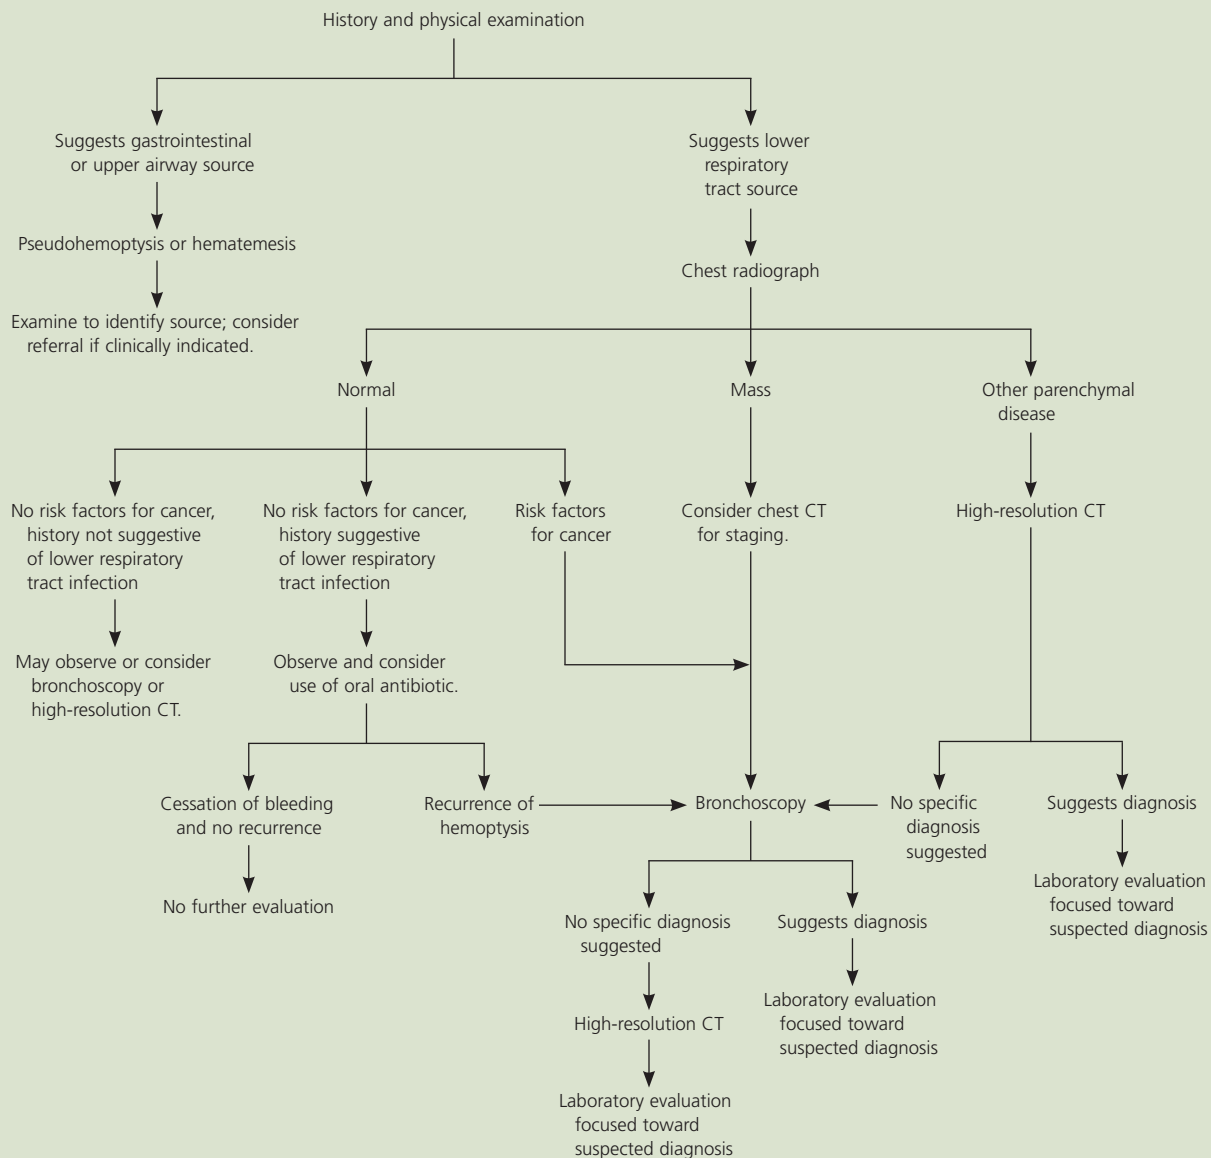 History and physical examination
Suggests gastrointestinal
or upper airway source
Suggests lower
respiratory
tract source
Pseudohemoptysis or hematemesis
Chest radiograph
Examine to identify source; consider
referral if clinically indicated.
Normal
Mass
Other parenchymal
disease
No risk factors for cancer,
history not suggestive
of lower respiratory
tract infection
No risk factors for cancer,
history suggestive
of lower respiratory
tract infection
Risk factors
for cancer
Consider chest CT
for staging.
High-resolution CT
May observe or consider
bronchoscopy or
high-resolution CT.
Observe and consider
use of oral antibiotic.
Cessation of bleeding
and no recurrence
Recurrence of
hemoptysis
Bronchoscopy
No specific
diagnosis
suggested
Suggests diagnosis
No further evaluation
Laboratory evaluation
focused toward
suspected diagnosis
No specific diagnosis
suggested
Suggests diagnosis
High-resolution CT
Laboratory evaluation
focused toward
suspected diagnosis
Laboratory evaluation
focused toward
suspected diagnosis